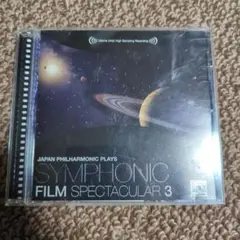 JAPAN PHILHARMONIC PLAYS
SYMPHONIC
FILM SPECTACULAR 3